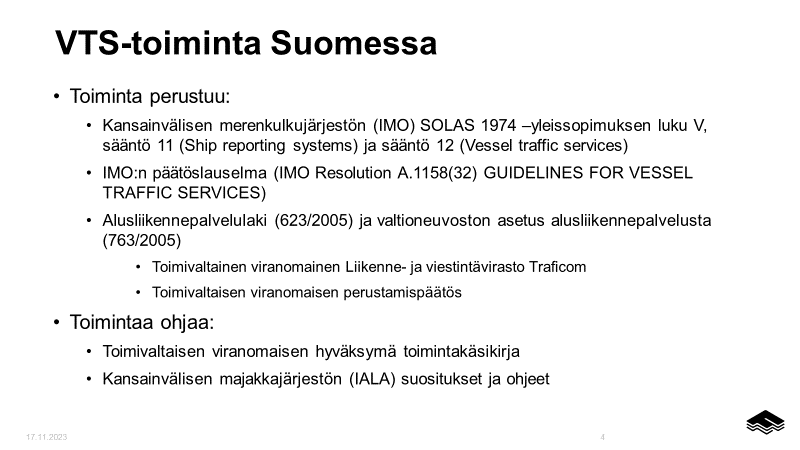 VTS-toiminta Suomessa
• Toiminta perustuu:
• Kansainvälisen merenkulkujärjestön (IMO) SOLAS 1974 –yleissopimuksen luku V,
sääntö 11 (Ship reporting systems) ja sääntö 12 (Vessel traffic services)
• IMO:n päätöslauselma (IMO Resolution A.1158(32) GUIDELINES FOR VESSEL
TRAFFIC SERVICES)
• Alusliikennepalvelulaki (623/2005) ja valtioneuvoston asetus alusliikennepalvelusta
(763/2005)
• Toimivaltainen viranomainen Liikenne- ja viestintävirasto Traficom
• Toimivaltaisen viranomaisen perustamispäätös
• Toimintaa ohjaa:
• Toimivaltaisen viranomaisen hyväksymä toimintakäsikirja
• Kansainvälisen majakkajärjestön (IALA) suositukset ja ohjeet
17.11.2023
4